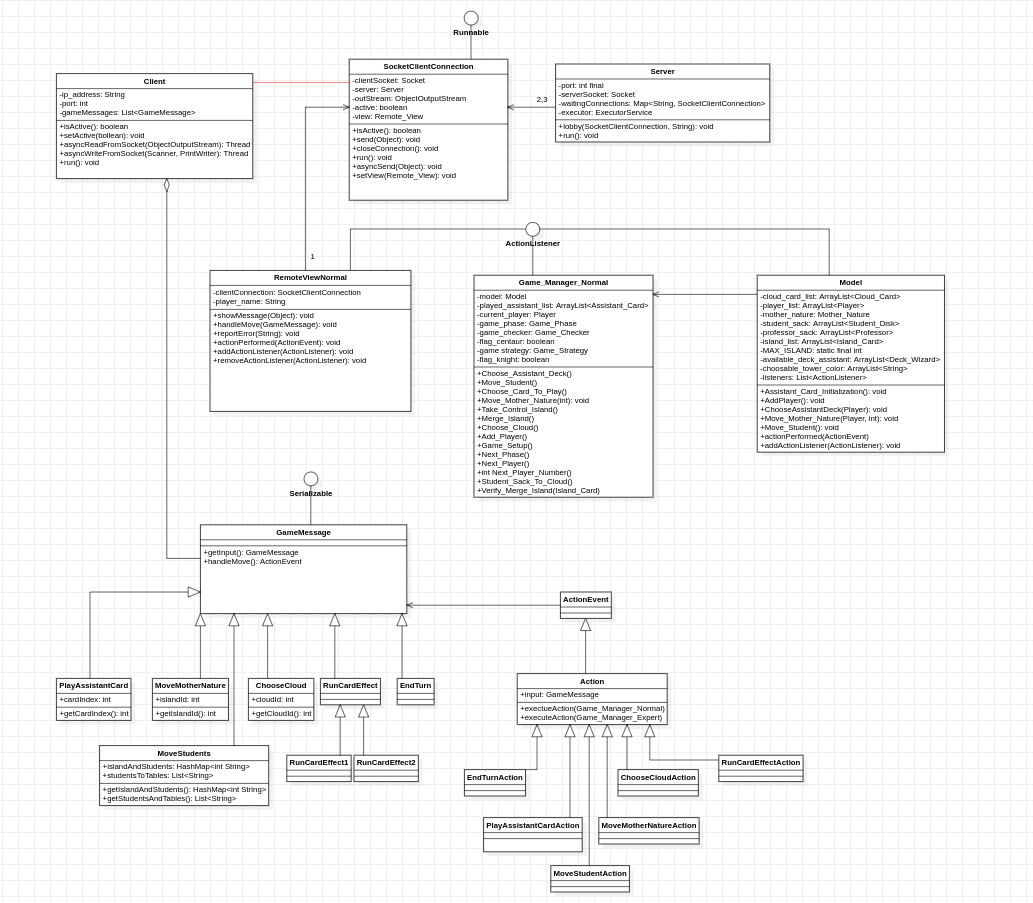 Runnable
SocketClientConnection
-clientSocket: Socket
-server: Server
-outStream: ObjectOutputStream
-active: boolean
-view: Remote_View
+isActive(): boolean
+send(Object): void
+closeConnection(): void
+run(): void
+asyncSend(Object): void
+setView(Remote_View): void
Client
-ip_address: String
-port: int
-gameMessages: List<GameMessage>
+isActive(): boolean
+setActive(bollean): void
+asyncReadFromSocket(ObjectOutputStream): Thread
+asyncWriteFromSocket(Scanner, PrintWriter): Thread
+run(): void
Server
-port: int final
-serverSocket: Socket
-waitingConnections: Map<String, SocketClientConnection>
-executor: ExecutorService
+lobby(SocketClientConnection, String): void
+run(): void
2,3
1
ActionListener
RemoteViewNormal
-clientConnection: SocketClientConnection
-player_name: String
+showMessage(Object): void
+handleMove(GameMessage): void
+reportError(String): void
+actionPerformed(ActionEvent): void
+addActionListener(ActionListener): void
+removeActionListener(ActionListener): void
Game_Manager_Normal
-model: Model
-played_assistant_list: ArrayList<Assistant_Card>
-current_player: Player
-game_phase: Game_Phase
-game_checker: Game_Checker
-flag_centaur: boolean
-game strategy: Game_Strategy
-flag_knight: boolean
+Choose_Assistant_Deck()
+Move_Student()
+Choose_Card_To_Play()
+Move_Mother_Nature(int): void
+Take_Control_Island()
+Merge_Island()
+Choose_Cloud()
+Add_Player()
+Game_Setup()
+Next_Phase()
+Next_Player()
+int Next_Player_Number()
+Student_Sack_To_Cloud()
+Verify_Merge_Island(Island_Card)
Model
-cloud_card_list: ArrayList<Cloud_Card>
-player_list: ArrayList<Player>
-mother_nature: Mother_Nature
-student_sack: ArrayList<Student_Disk>
-professor_sack: ArrayList<Professor>
-island_list: ArrayList<Island_Card>
-MAX_ISLAND: static final int
-available_deck_assistant: ArrayList<Deck_Wizard>
-choosable_tower_color: ArrayList<String>
-listeners: List<ActionListener>
+Assistant_Card_Initialization(): void
+AddPlayer(): void
+ChooseAssistantDeck(Player): void
+Move_Mother_Nature(Player, int): void
+Move_Student(): void
+actionPerformed(ActionEvent)
+addActionListener(ActionListener): void
Serializable
GameMessage
+getInput(): GameMessage
+handleMove(): ActionEvent
ActionEvent
PlayAssistantCard
+cardIndex: int
+getCardIndex(): int
MoveMotherNature
+islandId: int
+getIslandId(): int
ChooseCloud
+cloudId: int
+getCloudId(): int
RunCardEffect
EndTurn
Action
+input: GameMessage
+exectueAction(Game_Manager_Normal)
+executeAction(Game_Manager_Expert)
MoveStudents
+islandAndStudents: HashMap<int String>
+studentsToTables: List<String>
+getIslandAndStudents(): HashMap<int String>
+getStudentsAndTables(): List<String>
RunCardEffect1
RunCardEffect2
EndTurnAction
ChooseCloudAction
RunCardEffectAction
PlayAssistantCardAction
MoveMotherNatureAction
MoveStudentAction